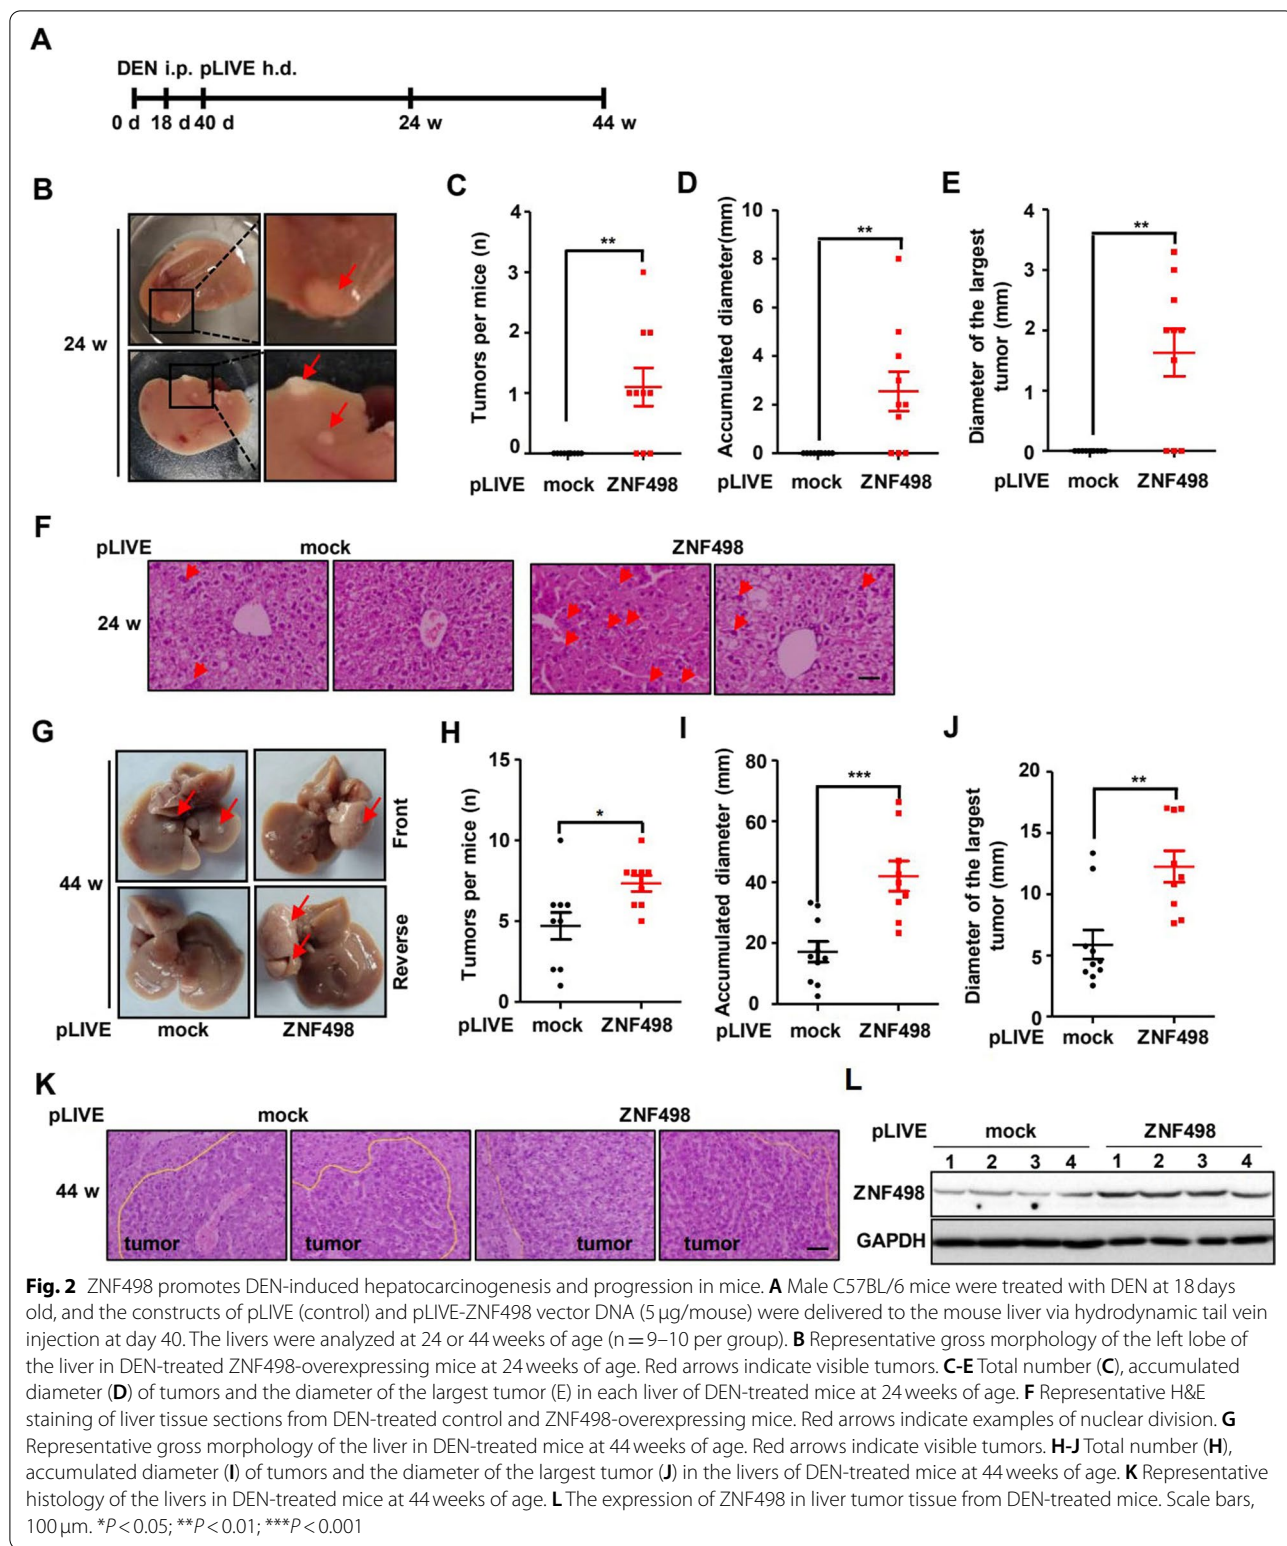 A
DEN i.p. pLIVE h.d.
0 d 18 d 40 d 24 w 44 w
B
24 w
C
Tumors per mice (n)
4
3
2
1
0
**
pLIVE mock ZNF498
D
Accumulated diameter(mm)
10
8
6
4
2
0
**
pLIVE mock ZNF498
E
Diameter of the largest
tumor (mm)
4
3
2
1
0
**
pLIVE mock ZNF498
F
pLIVE mock ZNF498
24 w
G
44 w
Front
Reverse
pLIVE mock ZNF498
H
Tumors per mice (n)
15
10
5
0
*
pLIVE mock ZNF498
I
Accumulated diameter (mm)
80
60
40
20
0
***
pLIVE mock ZNF498
J
Diameter of the largest
tumor (mm)
20
15
10
5
0
**
pLIVE mock ZNF498
K
pLIVE mock ZNF498
44 w
tumor tumor tumor tumor
L
pLIVE mock ZNF498
1 2 3 4 1 2 3 4
ZNF498
GAPDH
Fig. 2 ZNF498 promotes DEN-induced hepatocarcinogenesis and progression in mice. A Male C57BL/6 mice were treated with DEN at 18 days
old, and the constructs of pLIVE (control) and pLIVE-ZNF498 vector DNA (5 μg/mouse) were delivered to the mouse liver via hydrodynamic tail vein
injection at day 40. The livers were analyzed at 24 or 44 weeks of age (n = 9–10 per group). B Representative gross morphology of the left lobe of
the liver in DEN-treated ZNF498-overexpressing mice at 24 weeks of age. Red arrows indicate visible tumors. C-E Total number (C), accumulated
diameter (D) of tumors and the diameter of the largest tumor (E) in each liver of DEN-treated mice at 24 weeks of age. F Representative H&E
staining of liver tissue sections from DEN-treated control and ZNF498-overexpressing mice. Red arrows indicate examples of nuclear division. G
Representative gross morphology of the liver in DEN-treated mice at 44 weeks of age. Red arrows indicate visible tumors. H-J Total number (H),
accumulated diameter (I) of tumors and the diameter of the largest tumor (J) in the livers of DEN-treated mice at 44 weeks of age. K Representative
histology of the livers in DEN-treated mice at 44 weeks of age. L The expression of ZNF498 in liver tumor tissue from DEN-treated mice. Scale bars,
100 μm. *P < 0.05; **P < 0.01; ***P < 0.001